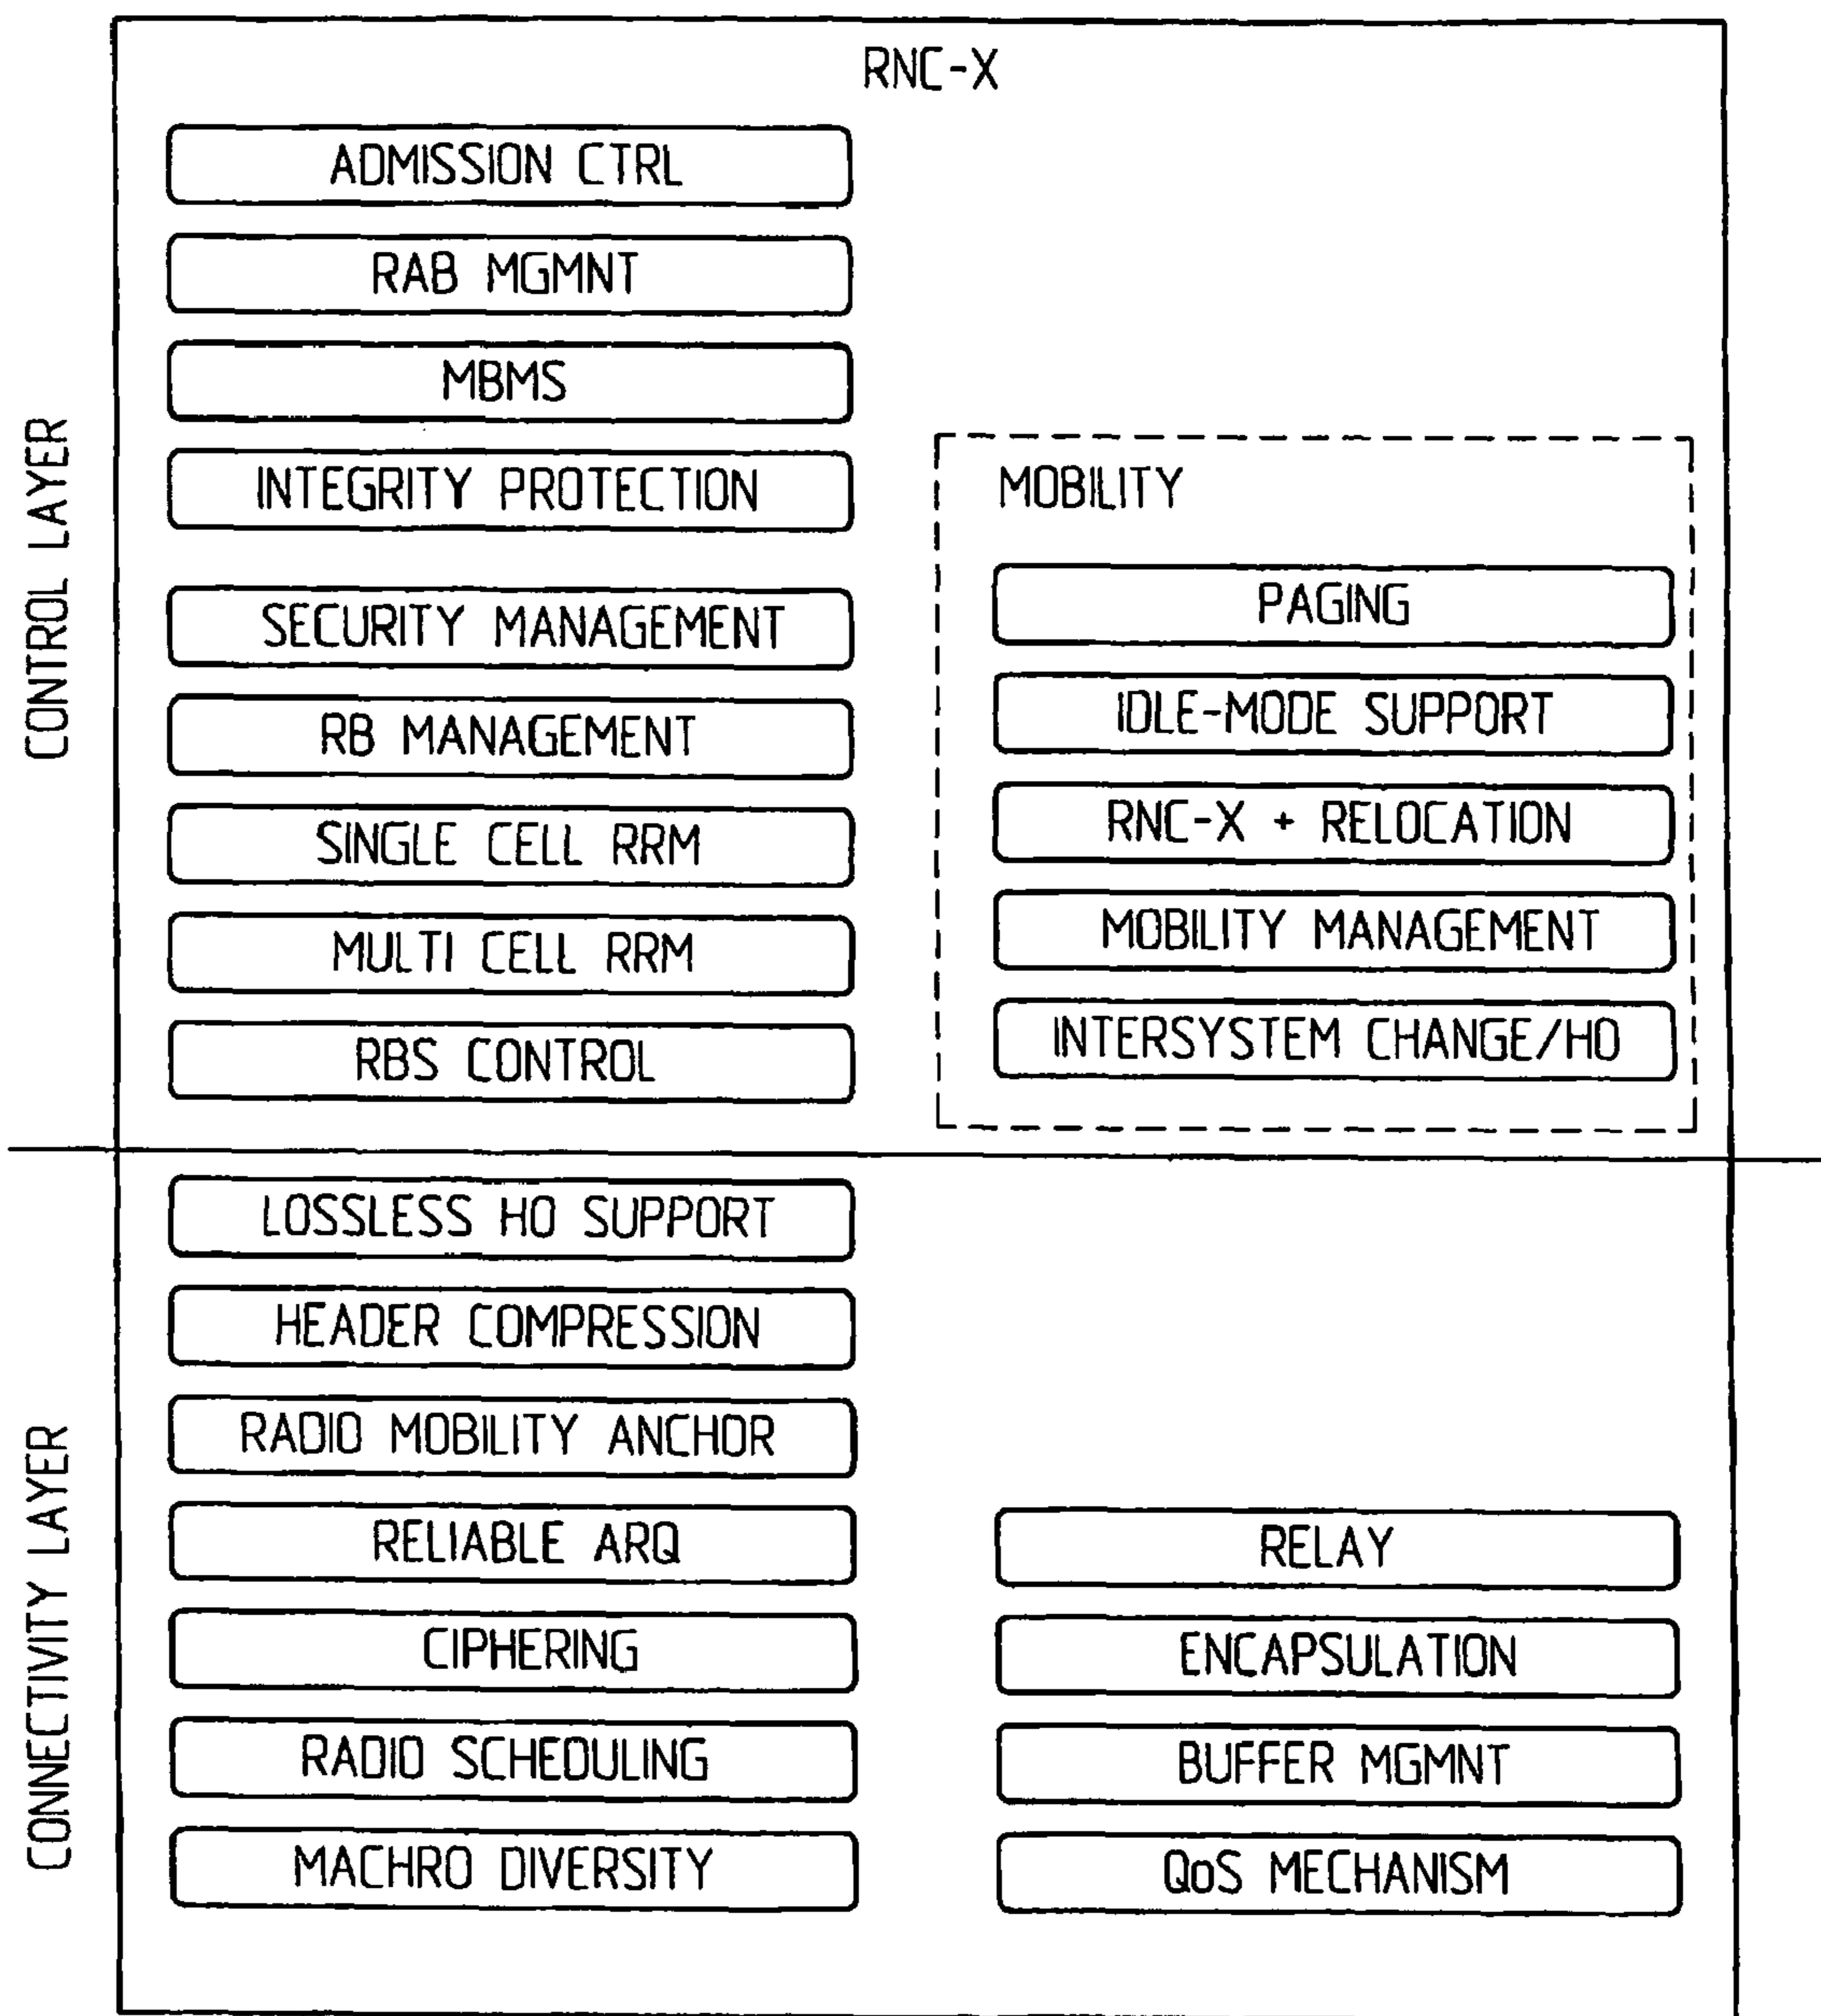 RNC-X
CONTROL LAYER
ADMISSION CTRL
RAB MGMNT
MBMS
INTEGRITY PROTECTION
SECURITY MANAGEMENT
RB MANAGEMENT
SINGLE CELL RRM
MULTI CELL RRM
RBS CONTROL
MOBILITY
PAGING
IDLE-MODE SUPPORT
RNC-X + RELOCATION
MOBILITY MANAGEMENT
INTERSYSTEM CHANGE/HO
CONNECTIVITY LAYER
LOSSLESS HO SUPPORT
HEADER COMPRESSION
RADIO MOBILITY ANCHOR
RELIABLE ARQ
CIPHERING
RADIO SCHEDULING
MACHRO DIVERSITY
RELAY
ENCAPSULATION
BUFFER MGMNT
QoS MECHANISM